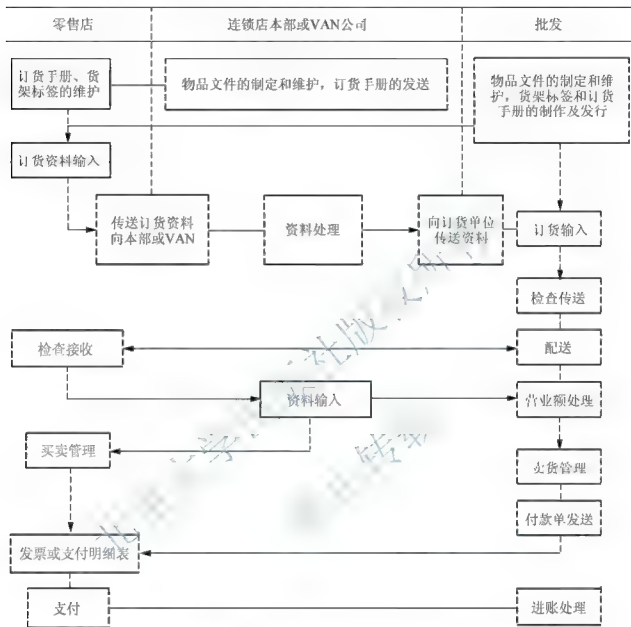 零售店
连锁店本部或VAN公司
批发
订货手册、货
架标签的维护
物品文件的制定和维护，订货手册的发送
物品文件的制定和维
护，货架标签和订货
手册的制作及发行
订货资料输入
传送订货资料
向本部或VAN
资料处理
向订货单位
传送资料
订货输入
检查传送
检查接收
配送
资料输入
营业额处理
买卖管理
卖货管理
付款单发送
发票或支付明细表
支付
进账处理